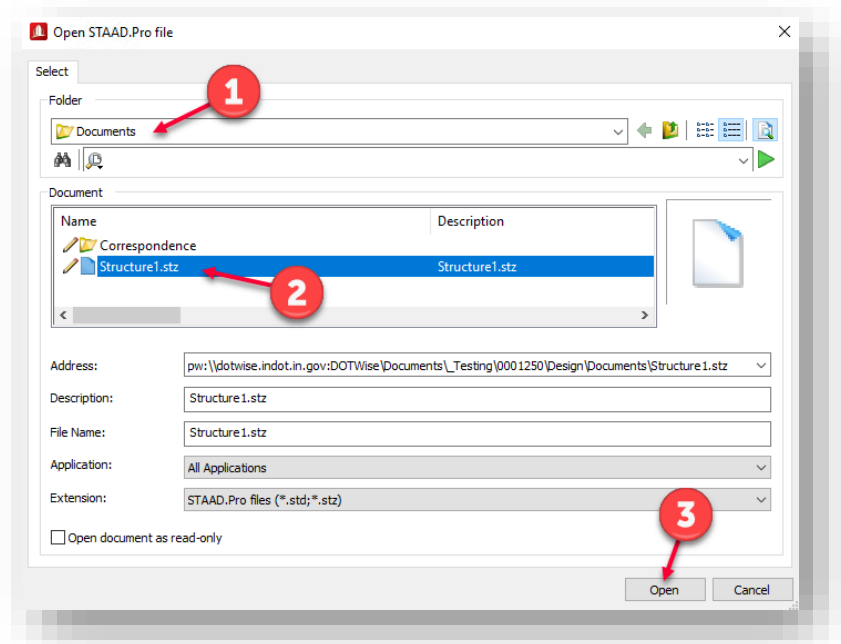 Open STAAD.Pro file
Select
1
Folder
Documents
Document
Name Description
Correspondence
Structure1.stz Structure1.stz
2
Address: pw:\\dotwise.indot.in.gov:DOTWise\Documents\_Testing\0001250\Design\Documents\Structure1.stz
Description: Structure1.stz
File Name: Structure1.stz
Application: All Applications
Extension: STAAD.Pro files (*.std;*.stz)
3
Open document as read-only
Open Cancel